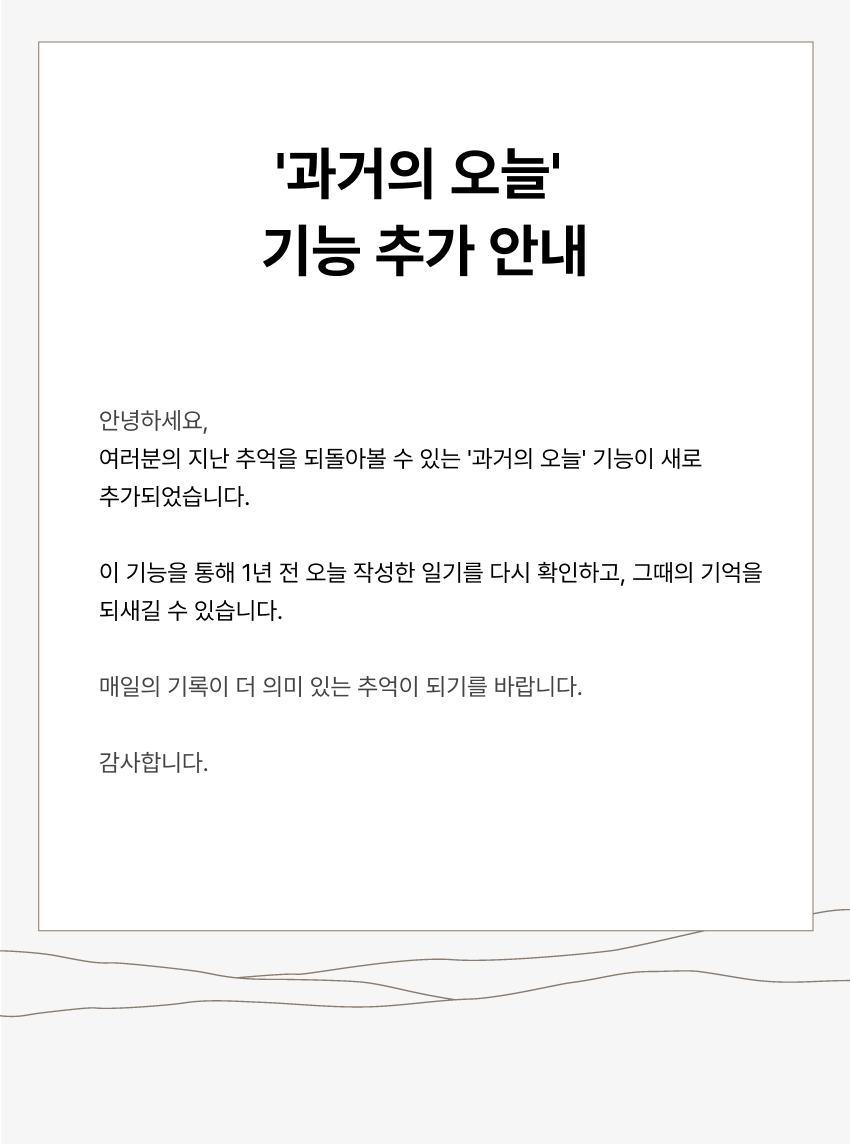 '과거의 오늘'
기능 추가 안내
안녕하세요,
여러분의 지난 추억을 되돌아볼 수 있는 '과거의 오늘' 기능이 새로
추가되었습니다.
이 기능을 통해 1년 전 오늘 작성한 일기를 다시 확인하고, 그때의 기억을
되새길 수 있습니다.
매일의 기록이 더 의미 있는 추억이 되기를 바랍니다.
감사합니다.